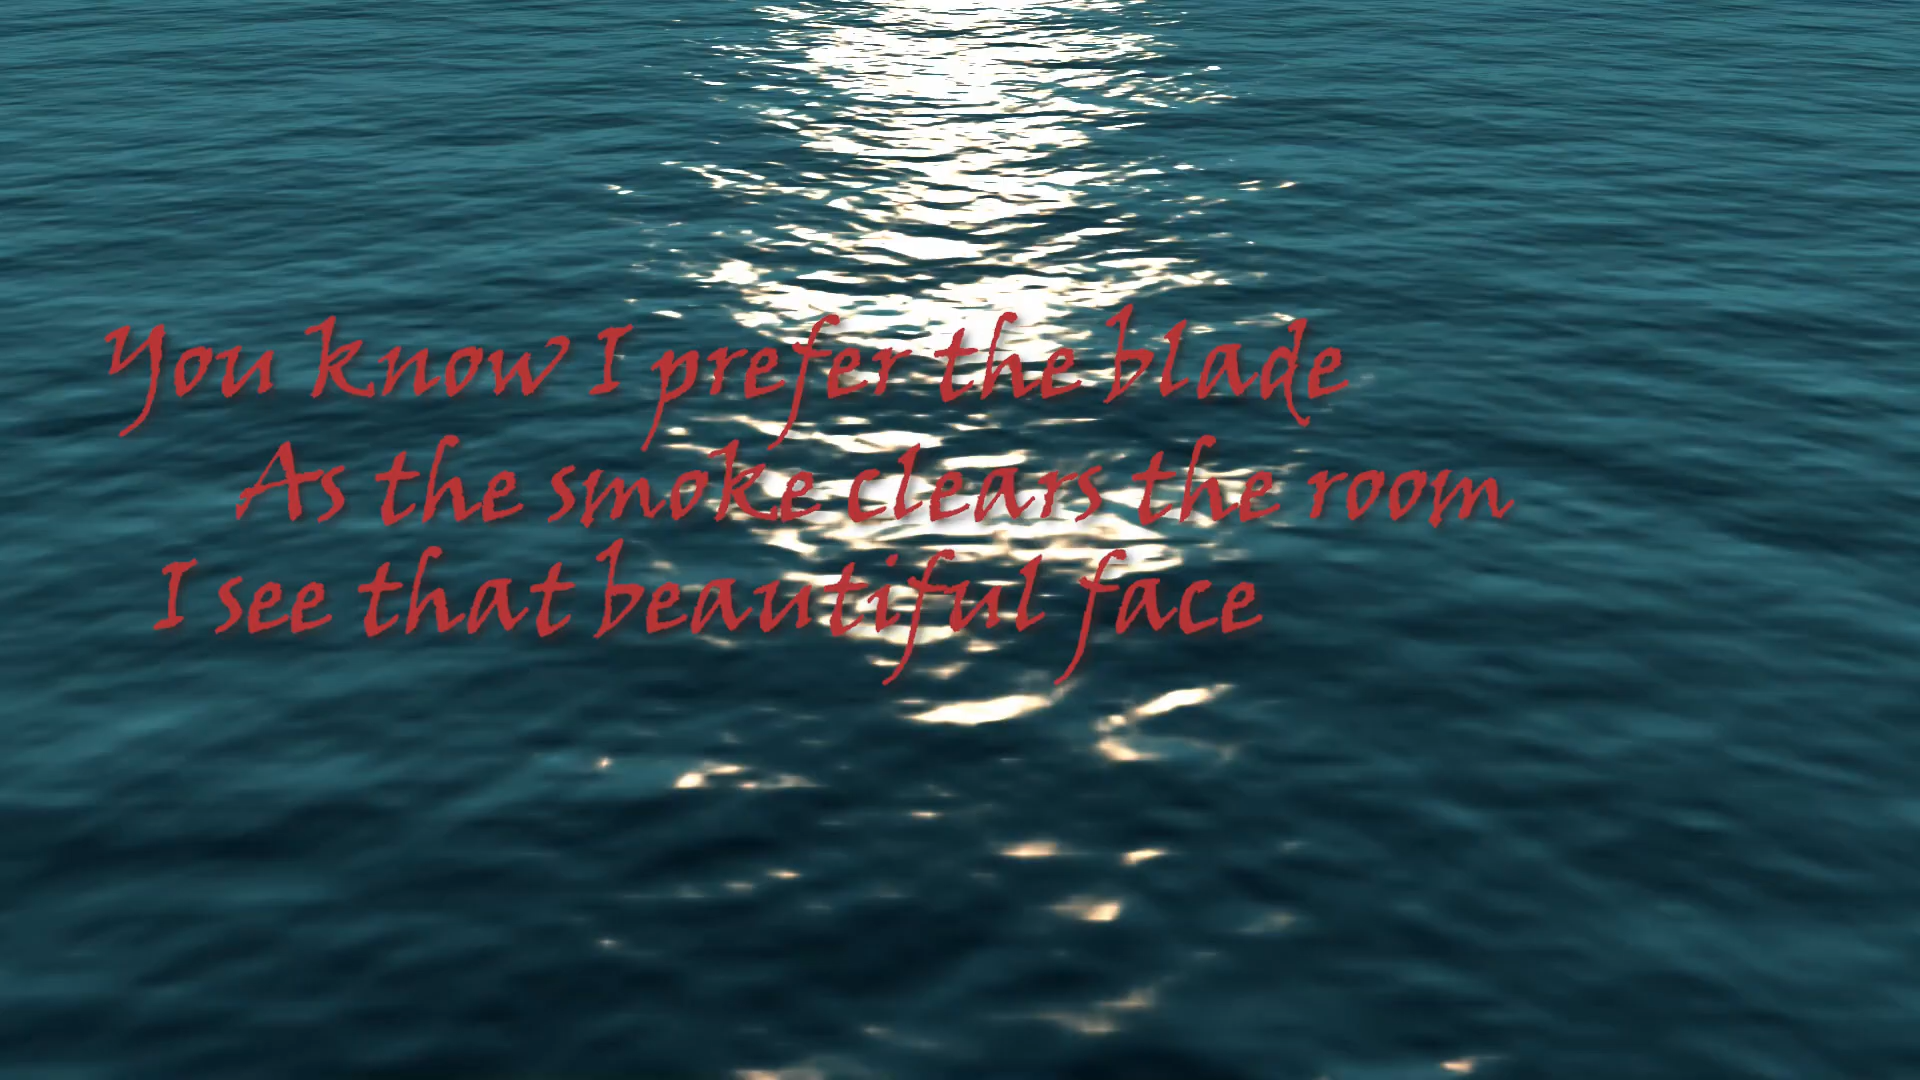 You know I prefer the blade
As the smoke clears the room
I see that beautiful face